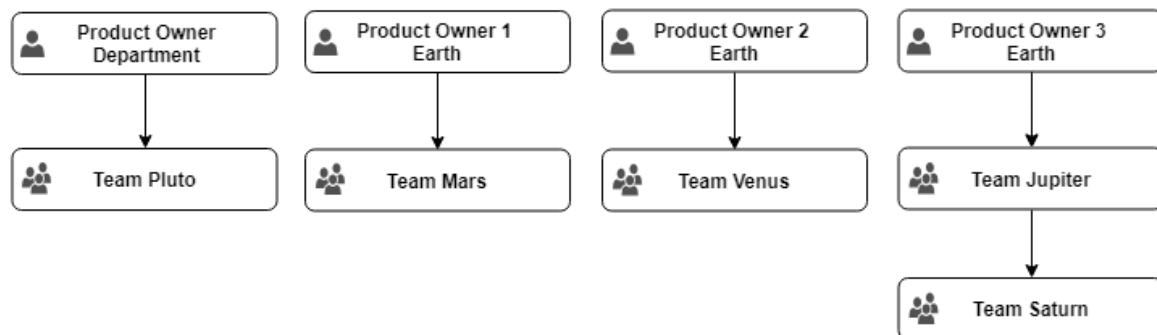 Product Owner
Department
Product Owner 1
Earth
Product Owner 2
Earth
Product Owner 3
Earth
Team Pluto
Team Mars
Team Venus
Team Jupiter
Team Saturn